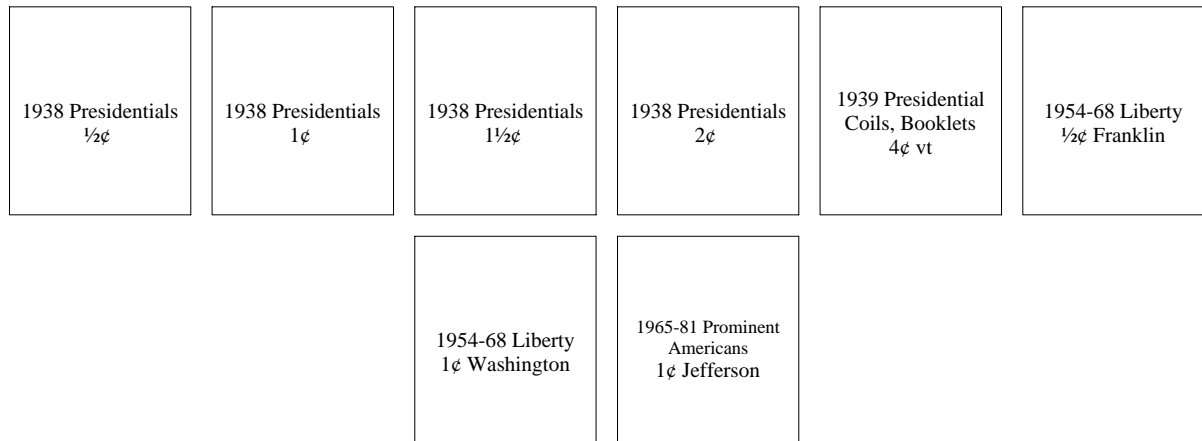 1938 Presidentials
½¢
1938 Presidentials
1¢
1938 Presidentials
1½¢
1938 Presidentials
2¢
1939 Presidential
Coils, Booklets
4¢ vt
1954-68 Liberty
½¢ Franklin
1954-68 Liberty
1¢ Washington
1965-81 Prominent
Americans
1¢ Jefferson